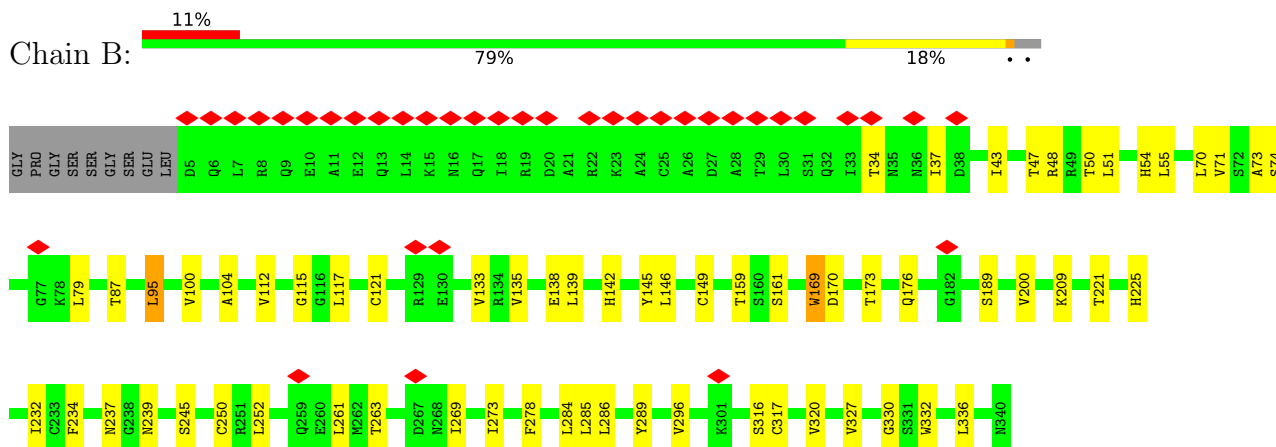 11%
Chain B:
79%
18%
• •
GLY PRO GLY SER SER GLY SER GLU LEU D5 Q6 L7 R8 Q9 E10 A11 E12 Q13 L14 K15 N16 Q17 I18 R19 D20 A21 R22 K23 A24 C25 A26 D27 A28 T29 L30 S31 Q32 I33 T34 N35 N36 I37 D38 I43 T47 R48 R49 T50 L51 H54 L55 L70 V71 S72 A73 S74
G77 K78 L79 T87 L95 V100 A104 V112 G115 G116 L117 C121 R129 E130 V133 R134 V135 E138 L139 H142 Y145 L146 C149 T159 S160 S161 W169 D170 T173 Q176 G182 S189 V200 K209 T221 H225
I232 C233 F234 N237 G238 N239 S245 C250 R251 L252 Q259 E260 L261 M262 T263 D267 N268 I269 I273 F278 L284 L285 L286 Y289 V296 K301 S316 C317 V320 V327 G330 S331 W332 L336 N340